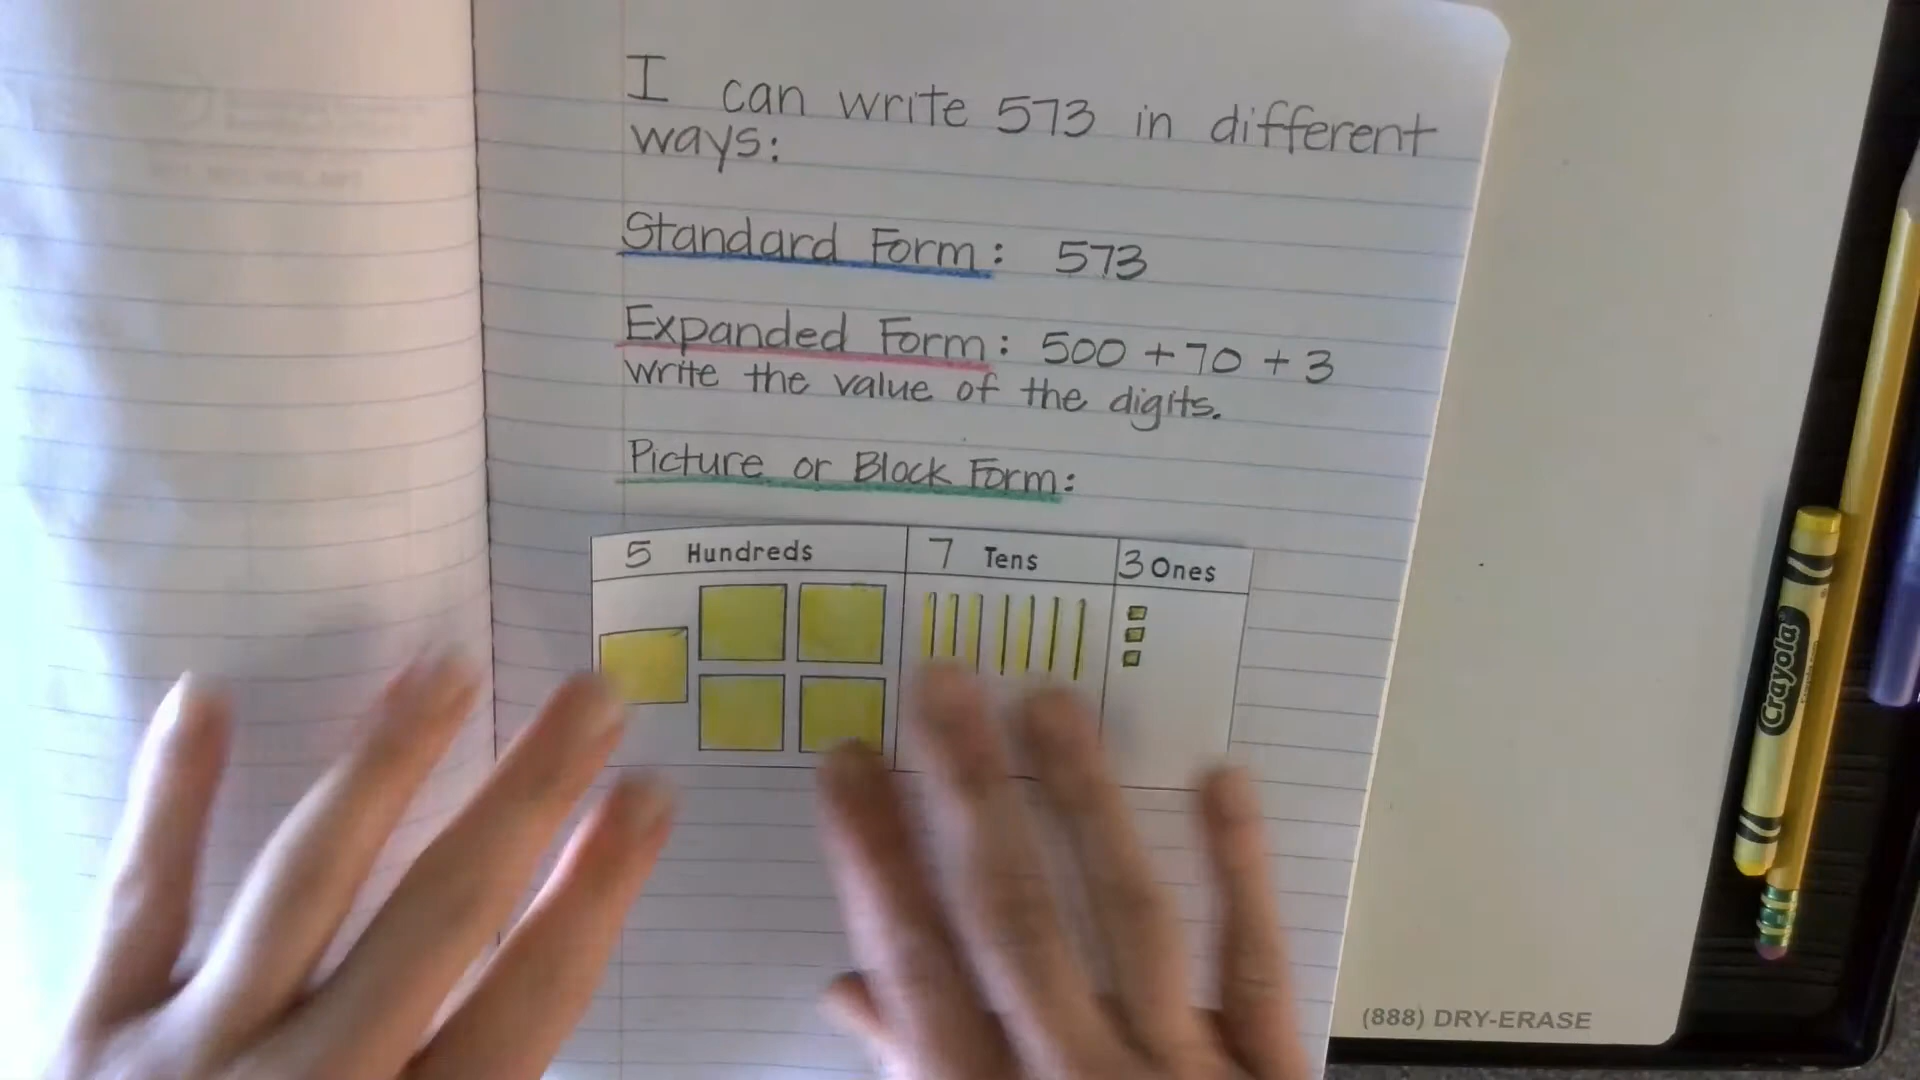 I can write 573 in different
ways:
Standard Form: 573
Expanded Form: 500 + 70 + 3
write the value of the digits.
Picture or Block Form:
5 Hundreds 7 Tens 3 Ones
Crayola
(888) DRY-ERASE